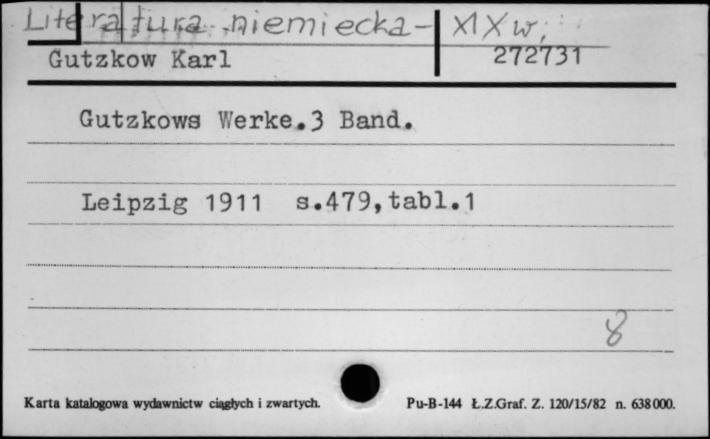 Literatura niemiecka - XIX w.
Gutzkow Karl 272731
Gutzkows Werke.3 Band.
Leipzig 1911 s.479,tabl.1
8
Karta katalogowa wydawnictw ciągłych i zwartych. Pu-B-144 Ł.Z.Graf. Z. 120/15/82 n. 638000.